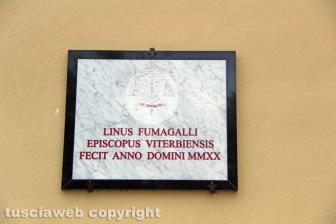 LINUS FUMAGALLI
EPISCOPUS VITERBIENSIS
FECIT ANNO DOMINI MMXX
tusciaweb copyright